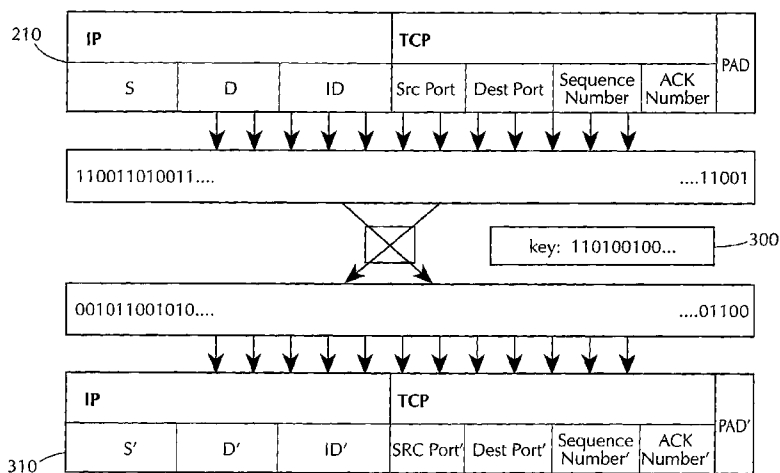 210
IP TCP PAD
S D ID Src Port Dest Port Sequence Number ACK Number
110011010011.... ....11001
key: 110100100... 300
001011001010.... ....01100
IP TCP PAD'
S' D' ID' SRC Port' Dest Port' Sequence Number' ACK Number'
310